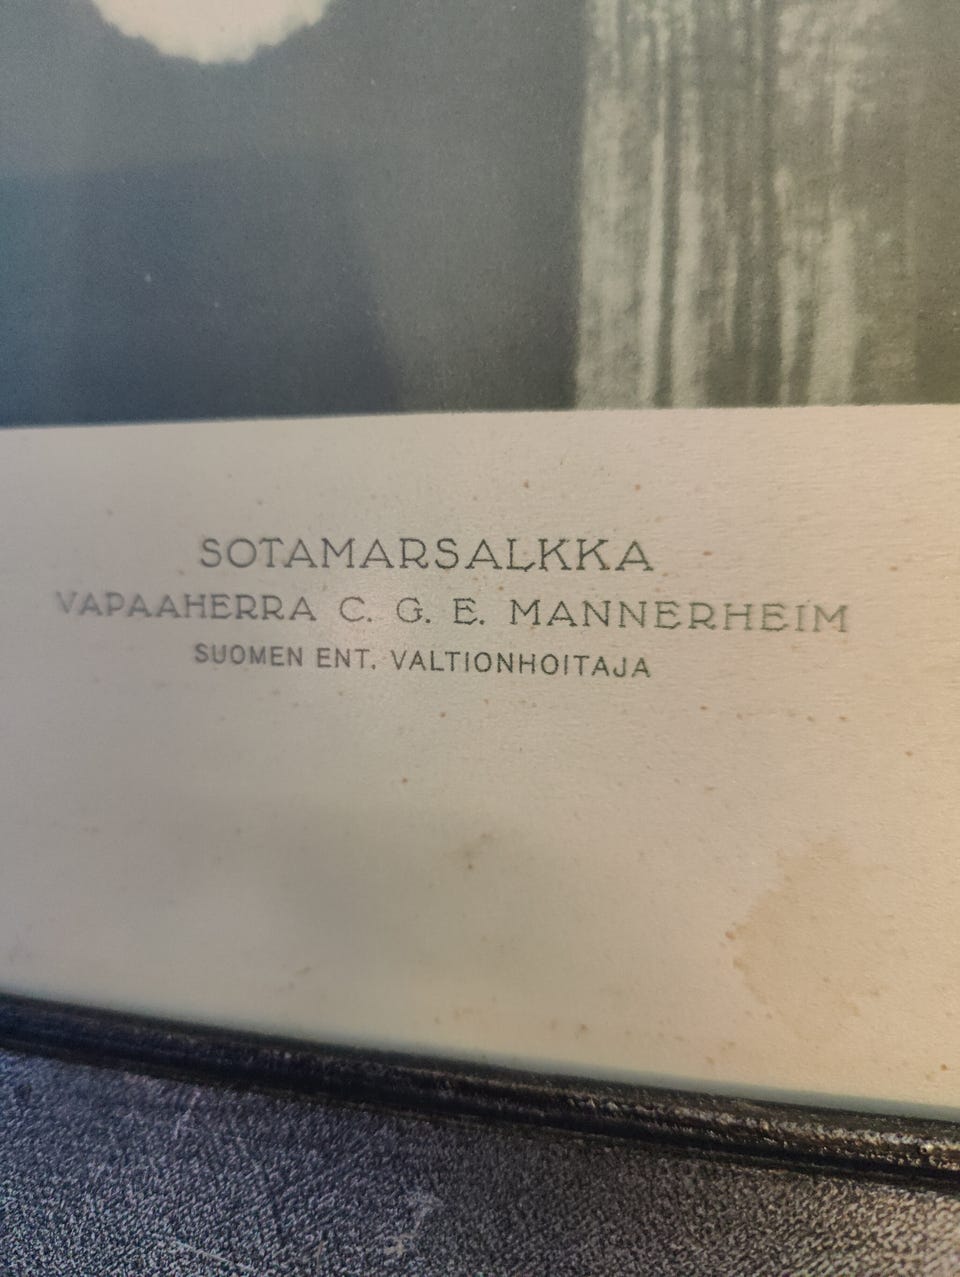 SOTAMARSALKKA
VAPAAHERRA C. G. E. MANNERHEIM
SUOMEN ENT. VALTIONHOITAJA